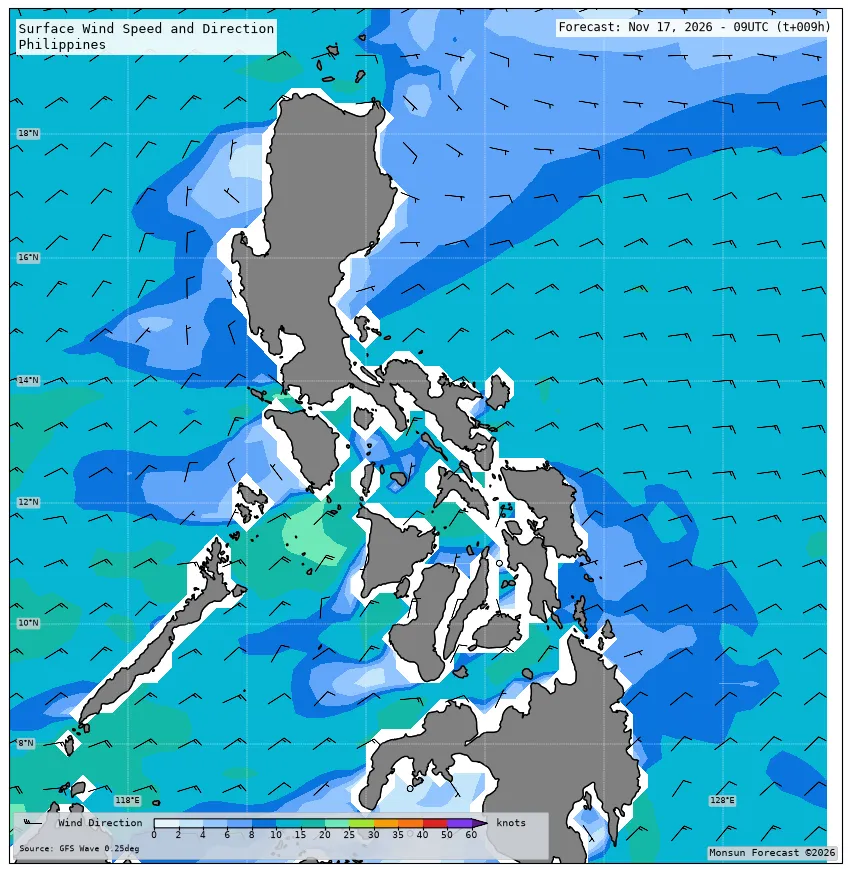 Surface Wind Speed and Direction
Philippines
Forecast: Nov 17, 2026 - 09UTC (t+009h)
18°N
16°N
14°N
12°N
10°N
8°N
118°E
128°E
Wind Direction
0 2 4 6 8 10 15 20 25 30 35 40 50 60
knots
Source: GFS Wave 0.25deg
Monsun Forecast ©2026